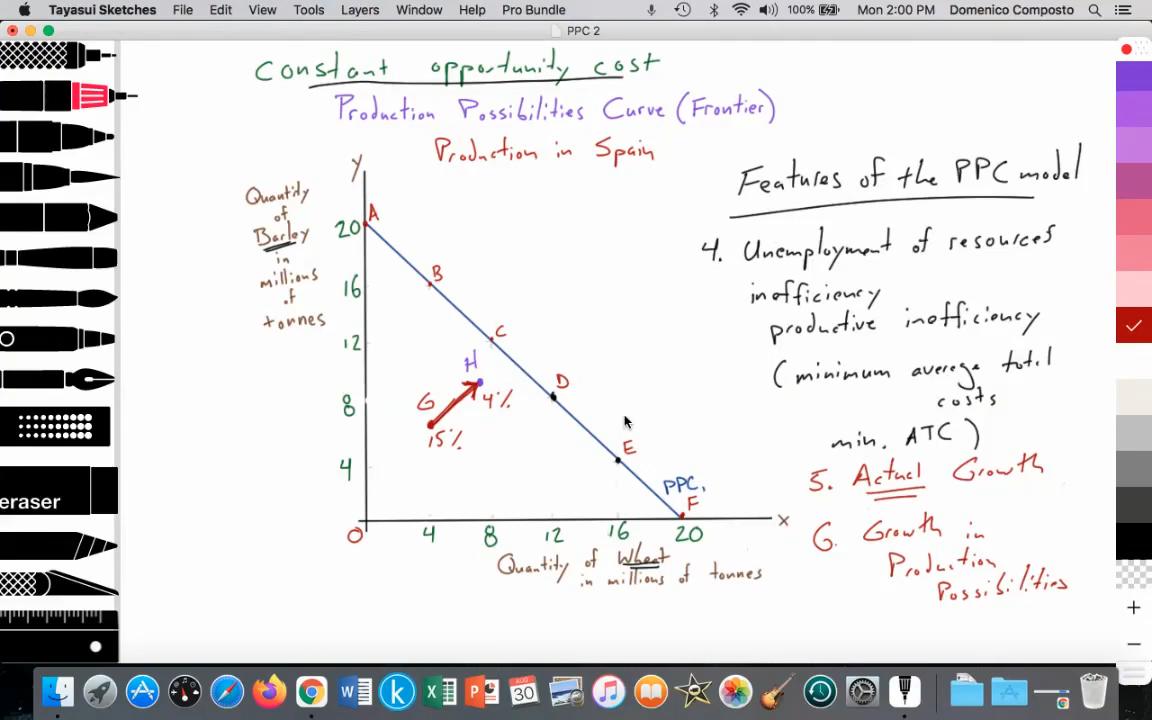 Tayasui Sketches File Edit View Tools Layers Window Help Pro Bundle 100% Mon 2:00 PM Domenico Composto
PPC 2
Constant opportunity cost
Production Possibilities Curve (Frontier)
Production in Spain
Features of the PPC model
4. Unemployment of resources
inefficiency
productive inefficiency
(minimum average total
costs
min. ATC)
5. Actual Growth
6. Growth in
Production
Possibilities
y
Quantity
of
Barley
in
millions
of
tonnes
20
16
12
8
4
0
A
B
C
D
E
F
H
G
4%
15%
PPC1
4 8 12 16 20
x
Quantity of Wheat
in millions of tonnes
eraser
30